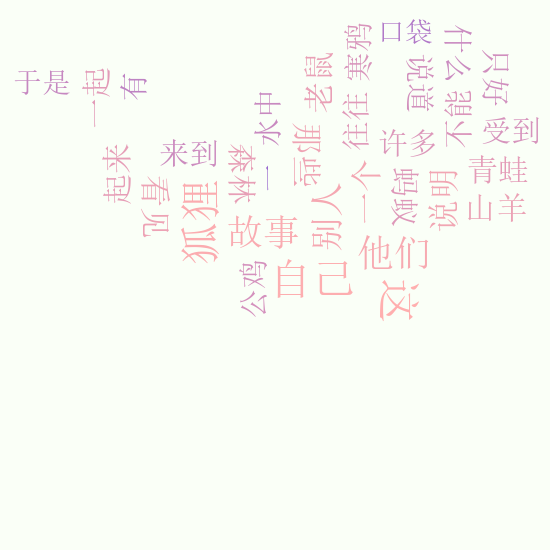 口袋
什么
寒鸦
只好
老鼠
说道
于是
一起
有
不能
往往
水中
受到
许多
那些
来到
起来
森林
一
青蛙
一个
蚂蚁
说明
山羊
看见
狐狸
别人
故事
他们
公鸡
自己
这